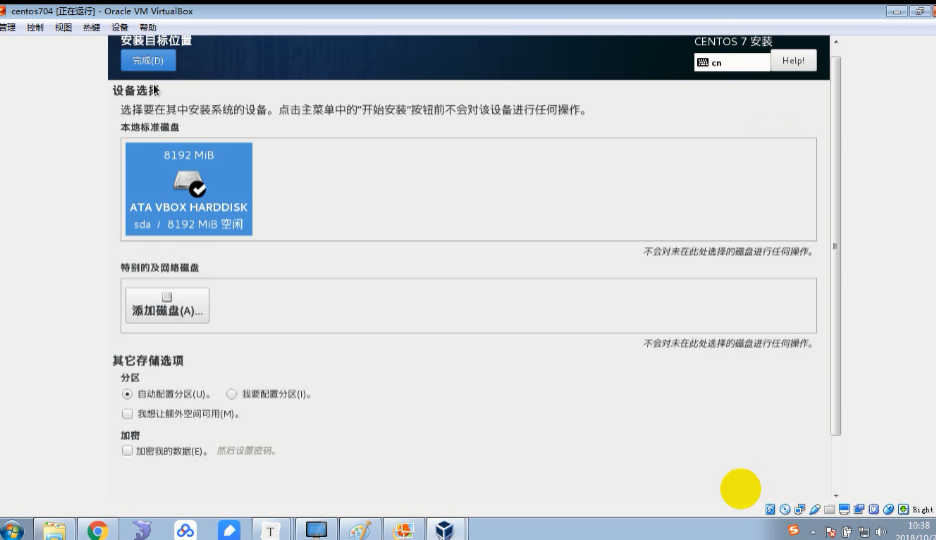 centos704 [正在运行] - Oracle VM VirtualBox
管理 控制 视图 热键 设备 帮助
安装目标位置
CENTOS 7 安装
完成(D)
cn
Help!
设备选择
选择要在其中安装系统的设备。点击主菜单中的"开始安装"按钮前不会对该设备进行任何操作。
本地标准磁盘
8192 MiB
ATA VBOX HARDDISK
sda / 8192 MiB 空闲
不会对未在此处选择的磁盘进行任何操作。
特别的及网络磁盘
添加磁盘(A)...
不会对未在此处选择的磁盘进行任何操作。
其它存储选项
分区
自动配置分区(U)。 我要配置分区(I)。
我想让额外空间可用(M)。
加密
加密我的数据(E)。 然后设置密码。
Right
T
10:38
2018/10/2